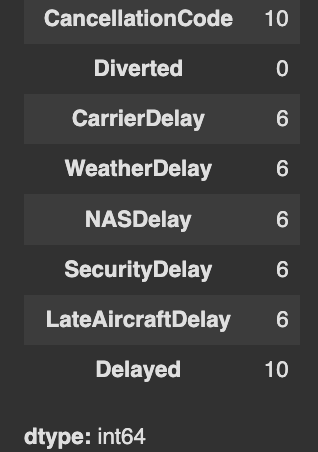 CancellationCode 10
Diverted 0
CarrierDelay 6
WeatherDelay 6
NASDelay 6
SecurityDelay 6
LateAircraftDelay 6
Delayed 10
dtype: int64